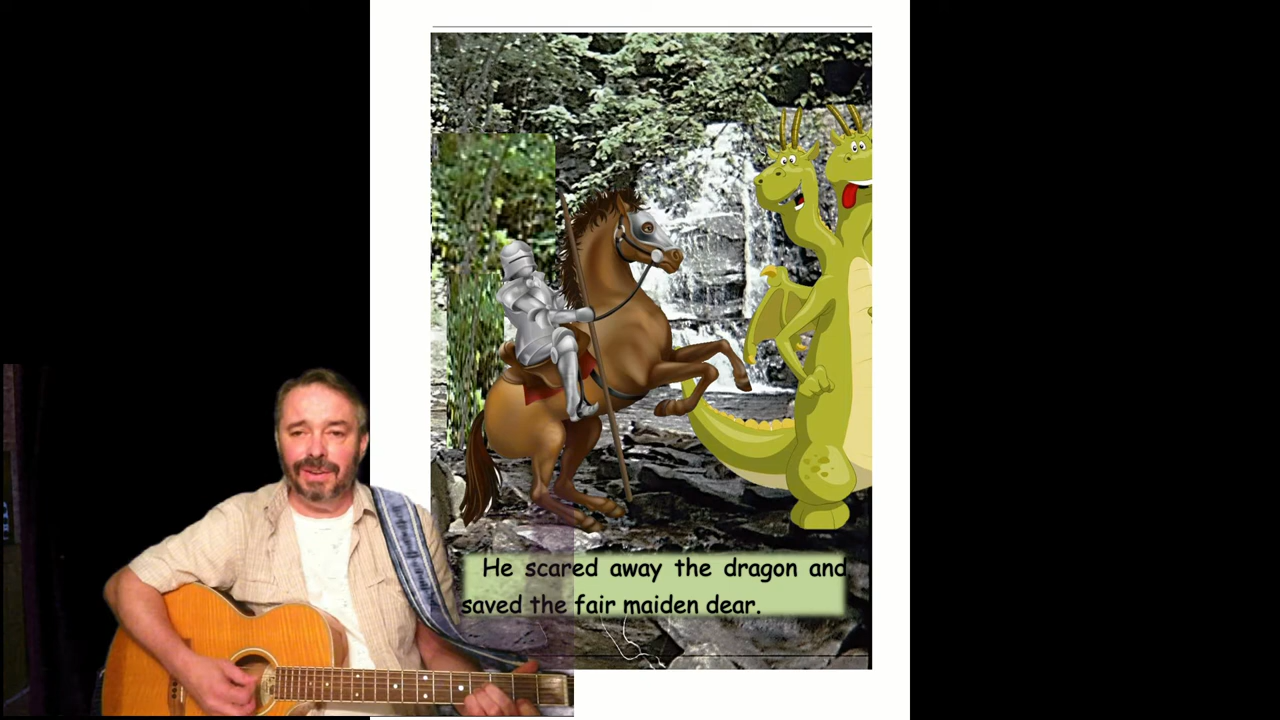 He scared away the dragon and
saved the fair maiden dear.